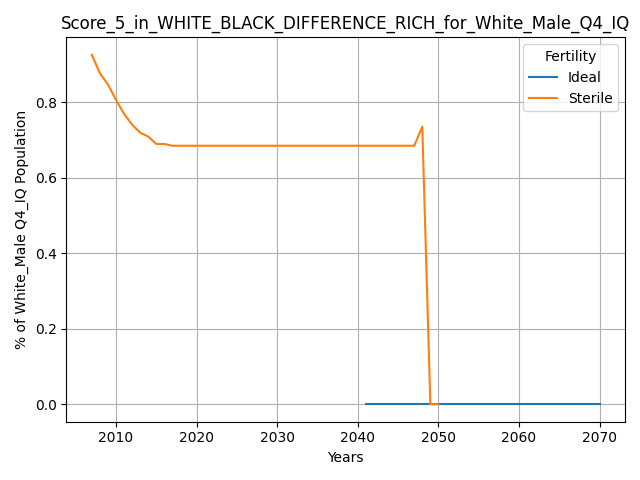 Score_5_in_WHITE_BLACK_DIFFERENCE_RICH_for_White_Male_Q4_IQ
Fertility
Ideal
Sterile
% of White_Male Q4_IQ Population
0.8
0.6
0.4
0.2
0.0
2010 2020 2030 2040 2050 2060 2070
Years